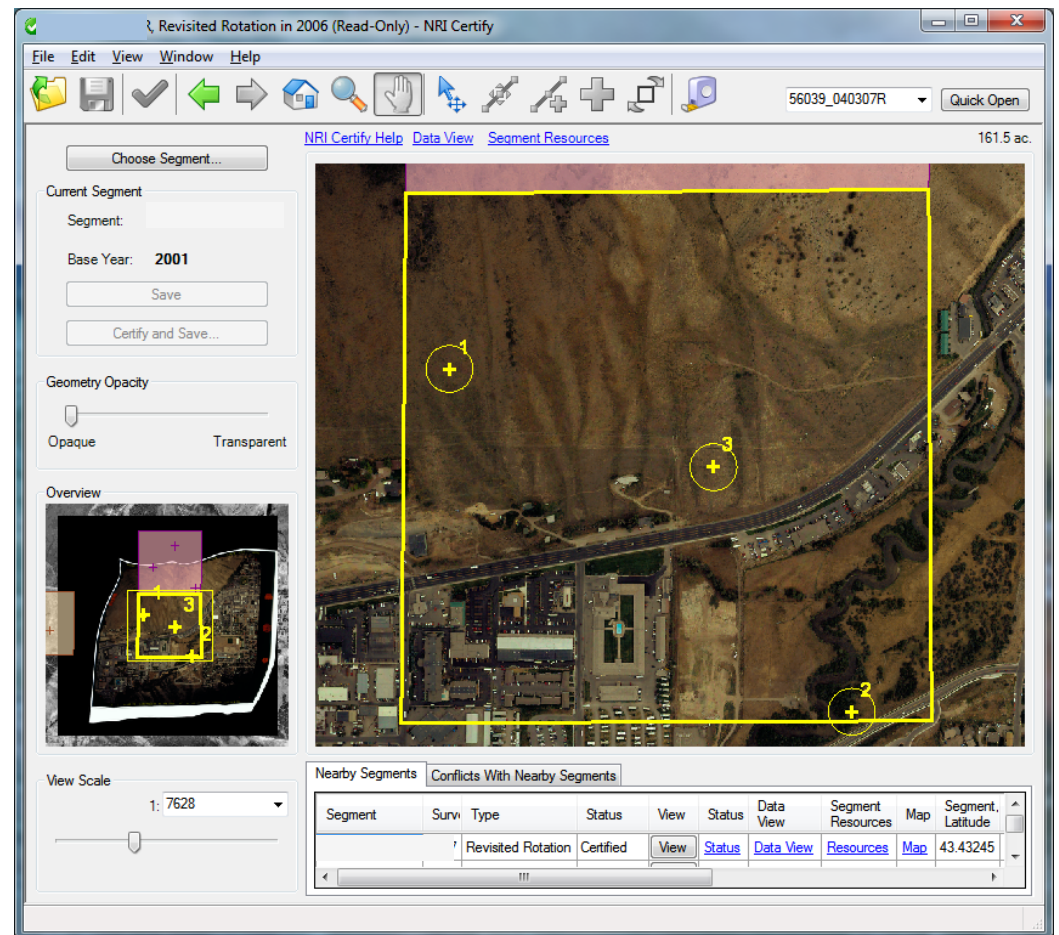 , Revisited Rotation in 2006 (Read-Only) - NRI Certify
File Edit View Window Help
56039_040307R Quick Open
NRI Certify Help Data View Segment Resources 161.5 ac.
Choose Segment...
Current Segment
Segment:
Base Year: 2001
Save
Certify and Save...
Geometry Opacity
Opaque Transparent
Overview
1
3
2
1
3
2
View Scale
1: 7628
Nearby Segments Conflicts With Nearby Segments
Segment Surv Type Status View Status Data View Segment Resources Map Segment, Latitude
Revisited Rotation Certified View Status Data View Resources Map 43.43245